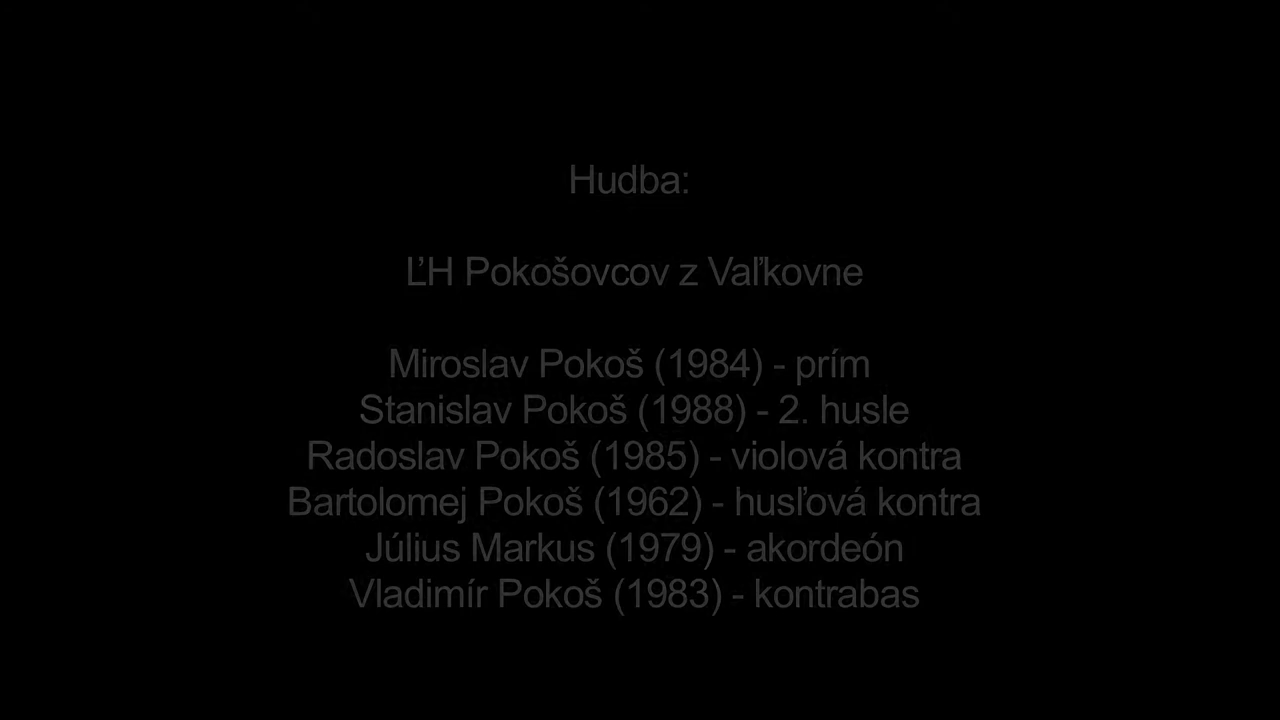 Hudba:
ĽH Pokošovcov z Vaľkovne
Miroslav Pokoš (1984) - prím
Stanislav Pokoš (1988) - 2. husle
Radoslav Pokoš (1985) - violová kontra
Bartolomej Pokoš (1962) - husľová kontra
Július Markus (1979) - akordeón
Vladimír Pokoš (1983) - kontrabas